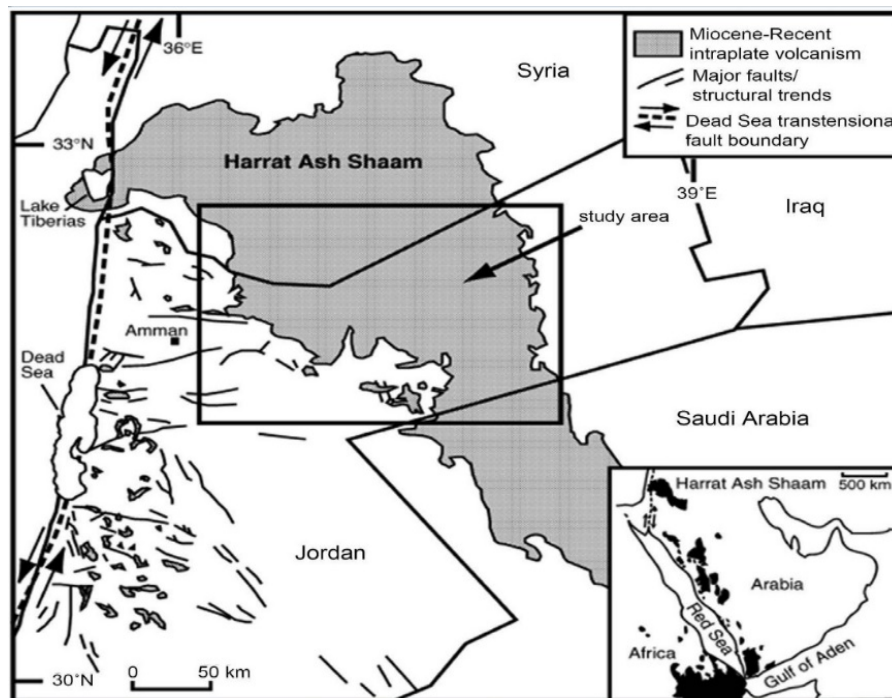 36°E
33°N
Syria
Miocene-Recent
intraplate volcanism
Major faults/
structural trends
Dead Sea transtensional
fault boundary
Harrat Ash Shaam
39°E
Iraq
Lake
Tiberias
study area
Amman
Dead
Sea
Saudi Arabia
Jordan
30°N
0 50 km
Harrat Ash Shaam
500 km
Arabia
Red Sea
Africa
Gulf of Aden